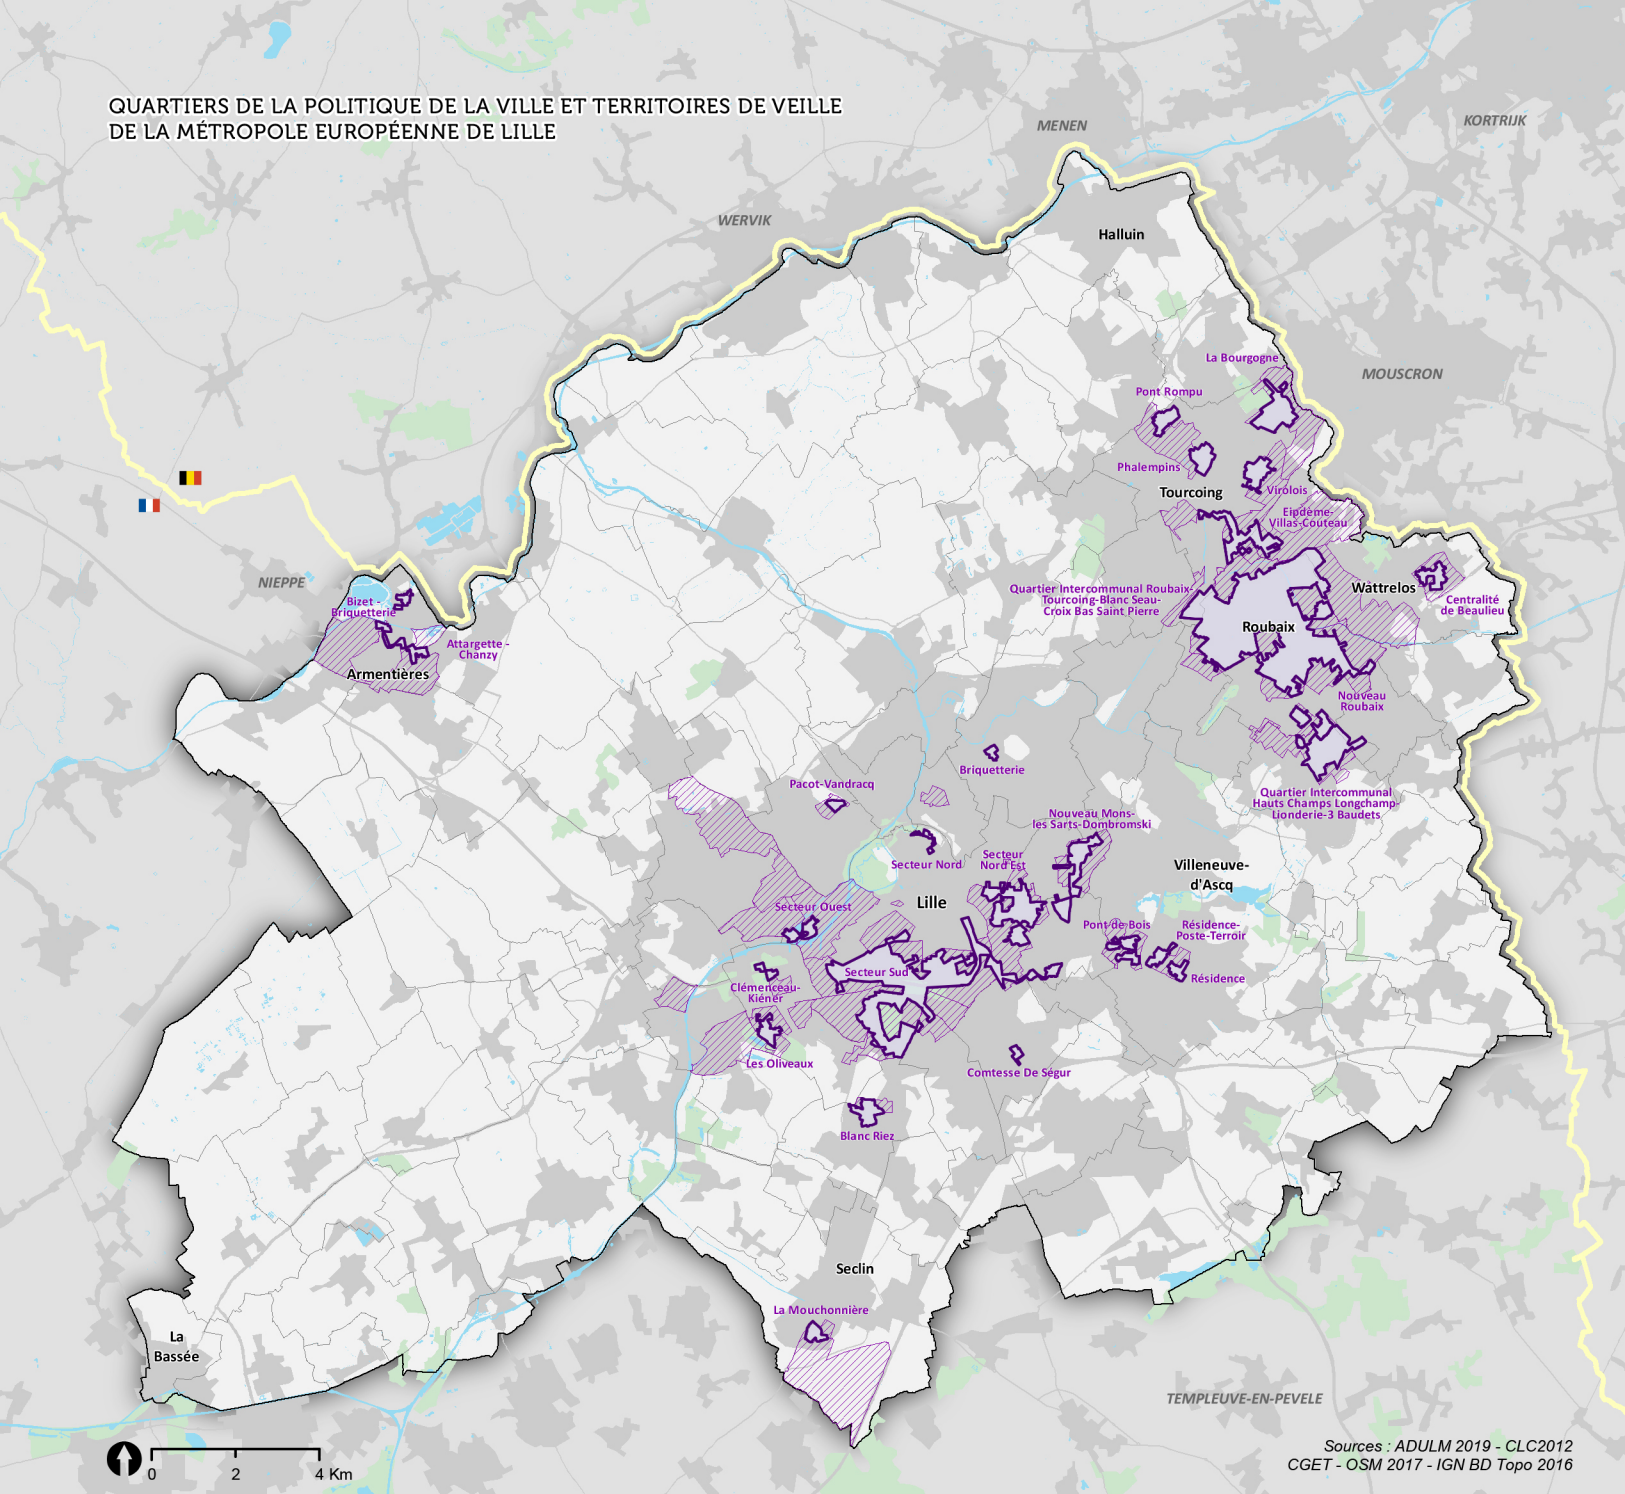 QUARTIERS DE LA POLITIQUE DE LA VILLE ET TERRITOIRES DE VEILLE
DE LA MÉTROPOLE EUROPÉENNE DE LILLE
KORTRIJK
MENEN
WERVIK
Halluin
La Bourgogne
MOUSCRON
Pont Rompu
Phalempins
Tourcoing
Virolois
Eipdème-
Villas-Couteau
NIEPPE
Bizet -
Briquetterie
Attargette -
Chanzy
Armentières
Quartier Intercommunal Roubaix-
Tourcoing-Blanc Seau-
Croix Bas Saint Pierre
Wattrelos
Centralité
de Beaulieu
Roubaix
Nouveau
Roubaix
Quartier Intercommunal
Hauts Champs Longchamp-
Lionderie-3 Baudets
Briquetterie
Pacot-Vandracq
Nouveau Mons-
les Sarts-Dombromski
Secteur Nord
Secteur
Nord Est
Villeneuve-
d'Ascq
Lille
Secteur Ouest
Pont de Bois
Résidence-
Poste-Terroir
Résidence
Secteur Sud
Clémenceau-
Kiéner
Les Oliveaux
Comtesse De Ségur
Blanc Riez
Seclin
La Mouchonnière
La
Bassée
TEMPLEUVE-EN-PEVELE
0 2 4 Km
Sources : ADULM 2019 - CLC2012
CGET - OSM 2017 - IGN BD Topo 2016